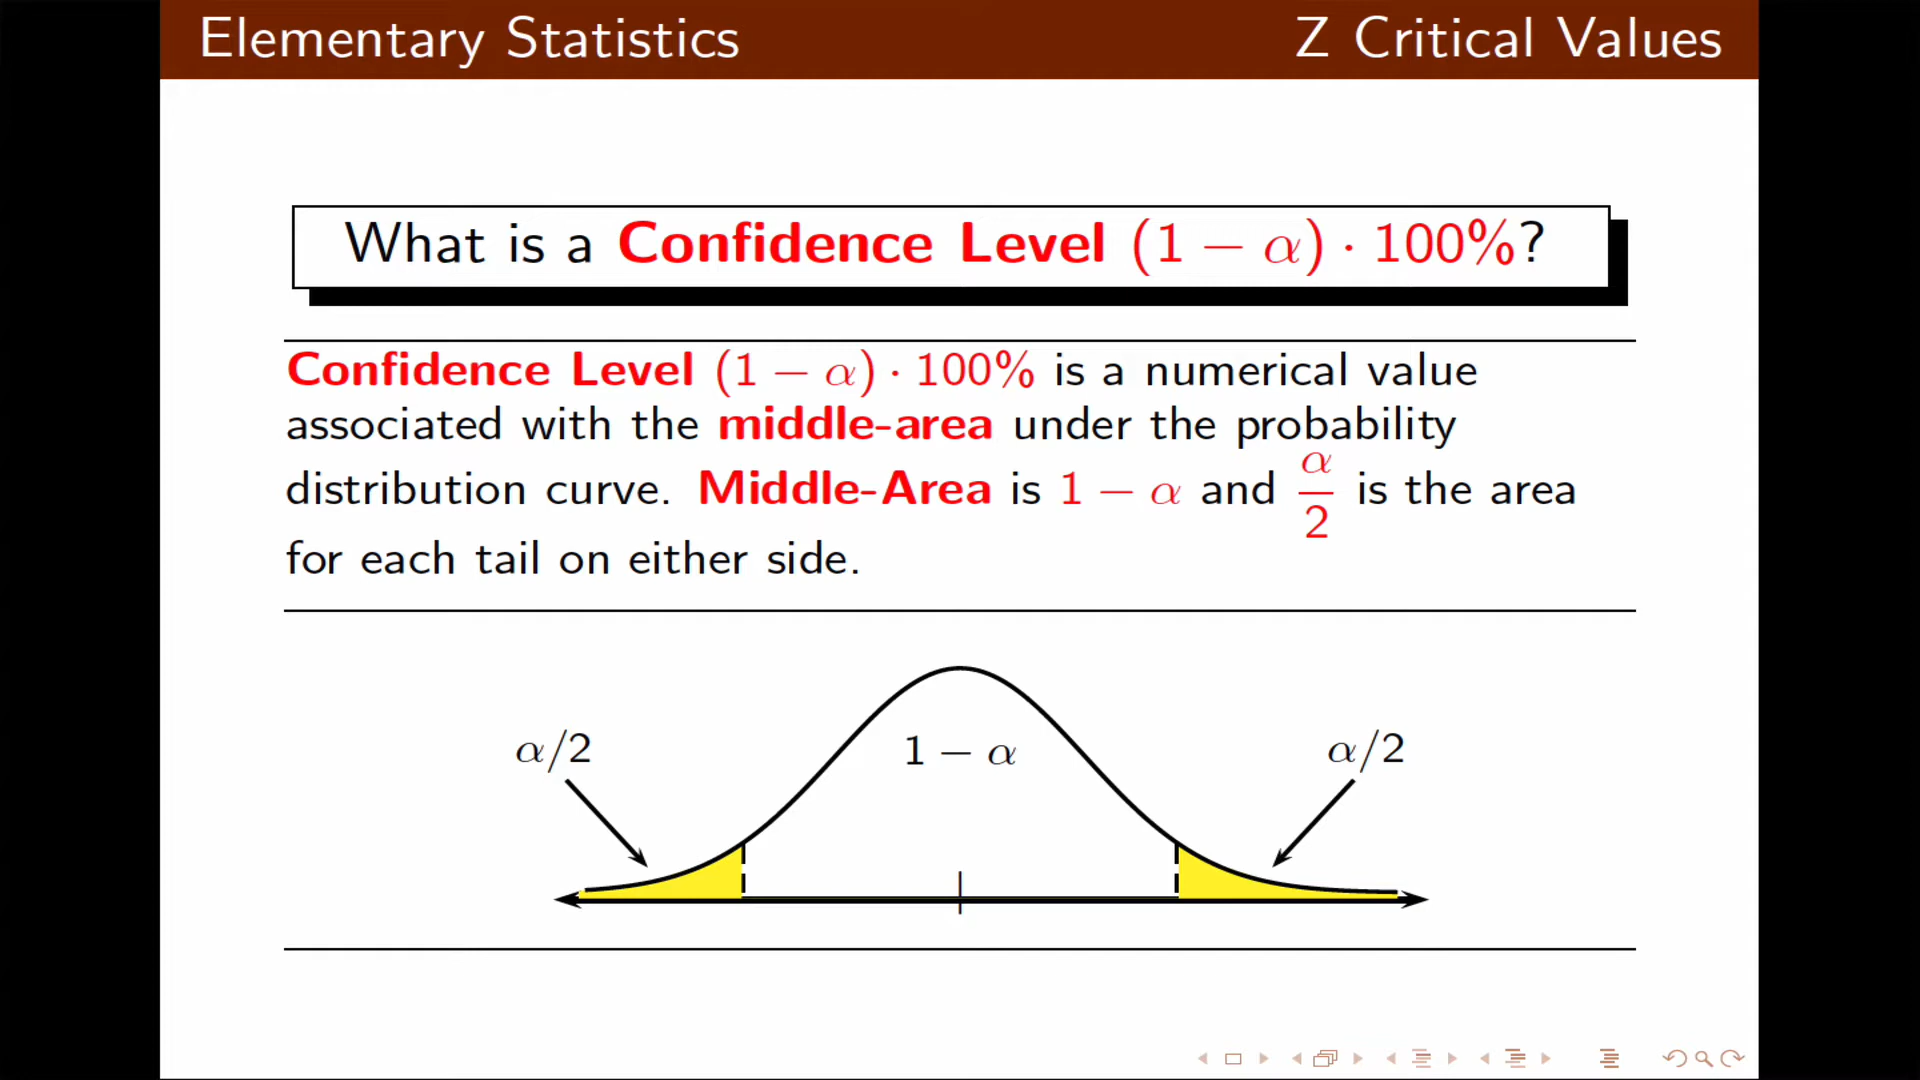 Elementary Statistics Z Critical Values
What is a Confidence Level (1 − α) · 100%?
Confidence Level (1 − α) · 100% is a numerical value
associated with the middle-area under the probability
distribution curve. Middle-Area is 1 − α and α/2 is the area
for each tail on either side.
α/2 1 − α α/2